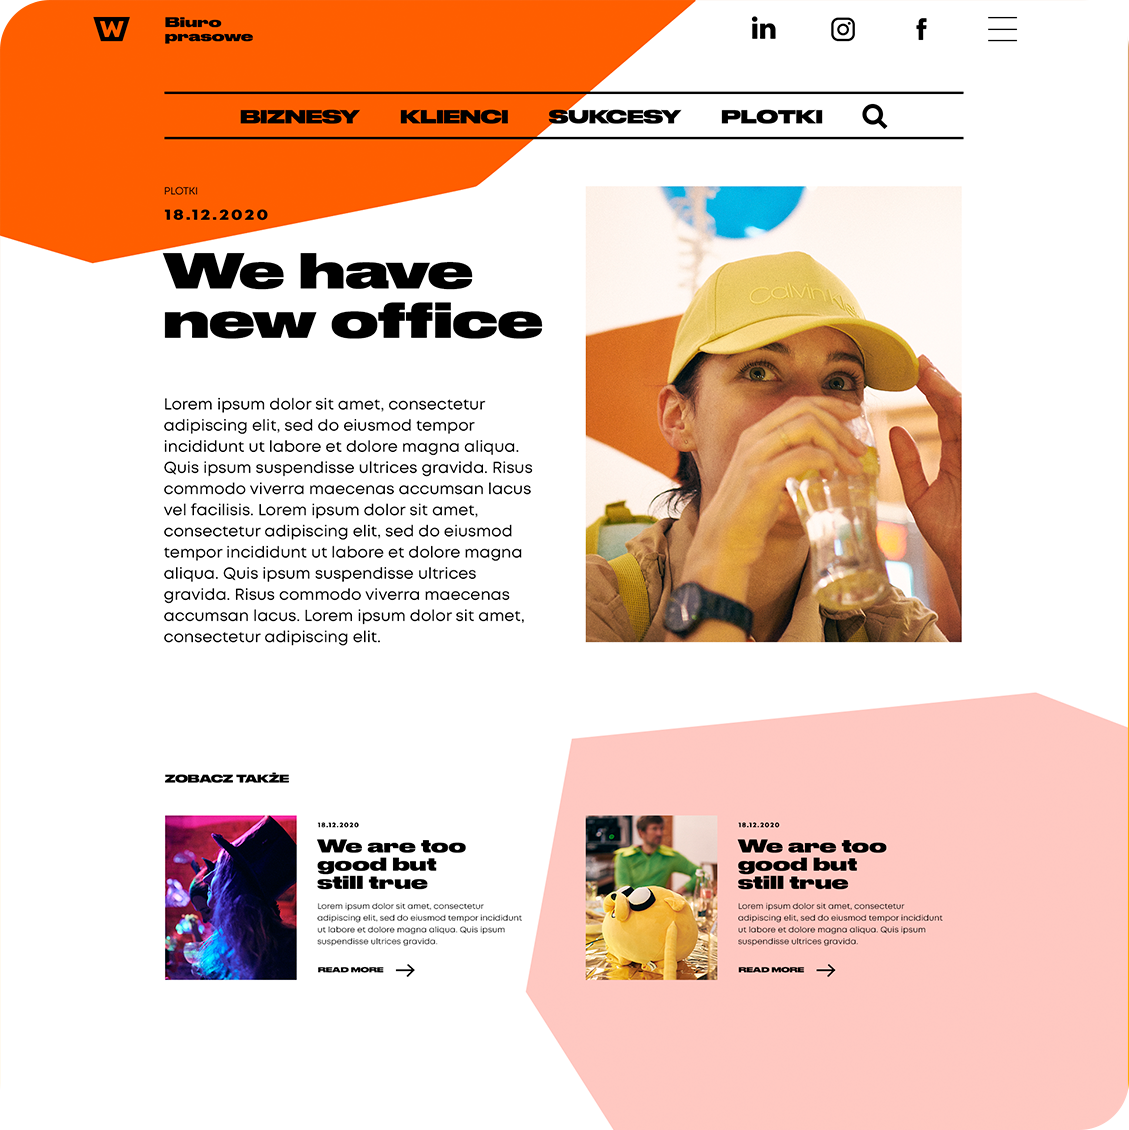 W
Biuro
prasowe
BIZNESY KLIENCI SUKCESY PLOTKI
PLOTKI
18.12.2020
We have
new office
Lorem ipsum dolor sit amet, consectetur
adipiscing elit, sed do eiusmod tempor
incididunt ut labore et dolore magna aliqua.
Quis ipsum suspendisse ultrices gravida. Risus
commodo viverra maecenas accumsan lacus
vel facilisis. Lorem ipsum dolor sit amet,
consectetur adipiscing elit, sed do eiusmod
tempor incididunt ut labore et dolore magna
aliqua. Quis ipsum suspendisse ultrices
gravida. Risus commodo viverra maecenas
accumsan lacus. Lorem ipsum dolor sit amet,
consectetur adipiscing elit.
Calvin
ZOBACZ TAKŻE
18.12.2020
We are too
good but
still true
Lorem ipsum dolor sit amet, consectetur
adipiscing elit, sed do eiusmod tempor incididunt
ut labore et dolore magna aliqua. Quis ipsum
suspendisse ultrices gravida.
READ MORE
18.12.2020
We are too
good but
still true
Lorem ipsum dolor sit amet, consectetur
adipiscing elit, sed do eiusmod tempor incididunt
ut labore et dolore magna aliqua. Quis ipsum
suspendisse ultrices gravida.
READ MORE